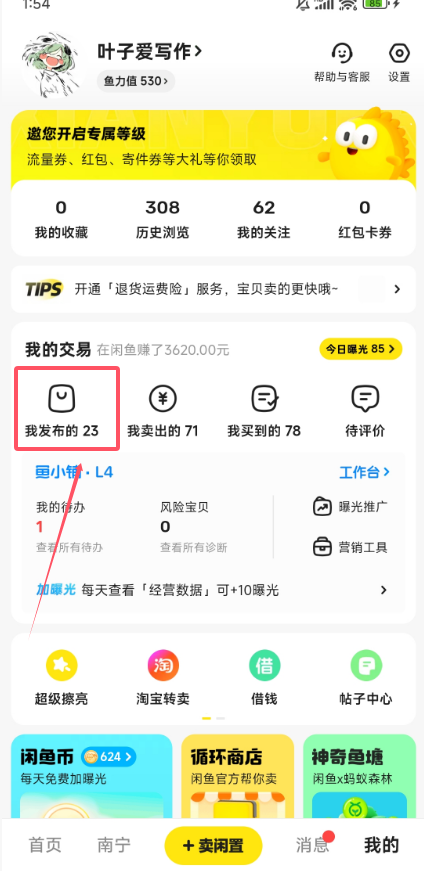 1:54
85
叶子爱写作
鱼力值 530
帮助与客服
设置
邀您开启专属等级
流量券、红包、寄件券等大礼等你领取
0
308
62
0
我的收藏
历史浏览
我的关注
红包卡券
TIPS
开通「退货运费险」服务，宝贝卖的更快哦~
我的交易
在闲鱼赚了3620.00元
今日曝光 85
我发布的 23
我卖出的 71
我买到的 78
待评价
鱼小铺 · L4
工作台
我的待办
风险宝贝
曝光推广
1
0
查看所有待办
查看所有诊断
营销工具
加曝光
每天查看「经营数据」可+10曝光
淘
借
超级擦亮
淘宝转卖
借钱
帖子中心
闲鱼币
624
循环商店
神奇鱼塘
每天免费加曝光
闲鱼官方帮你卖
闲鱼x蚂蚁森林
首页
南宁
+ 卖闲置
消息
我的